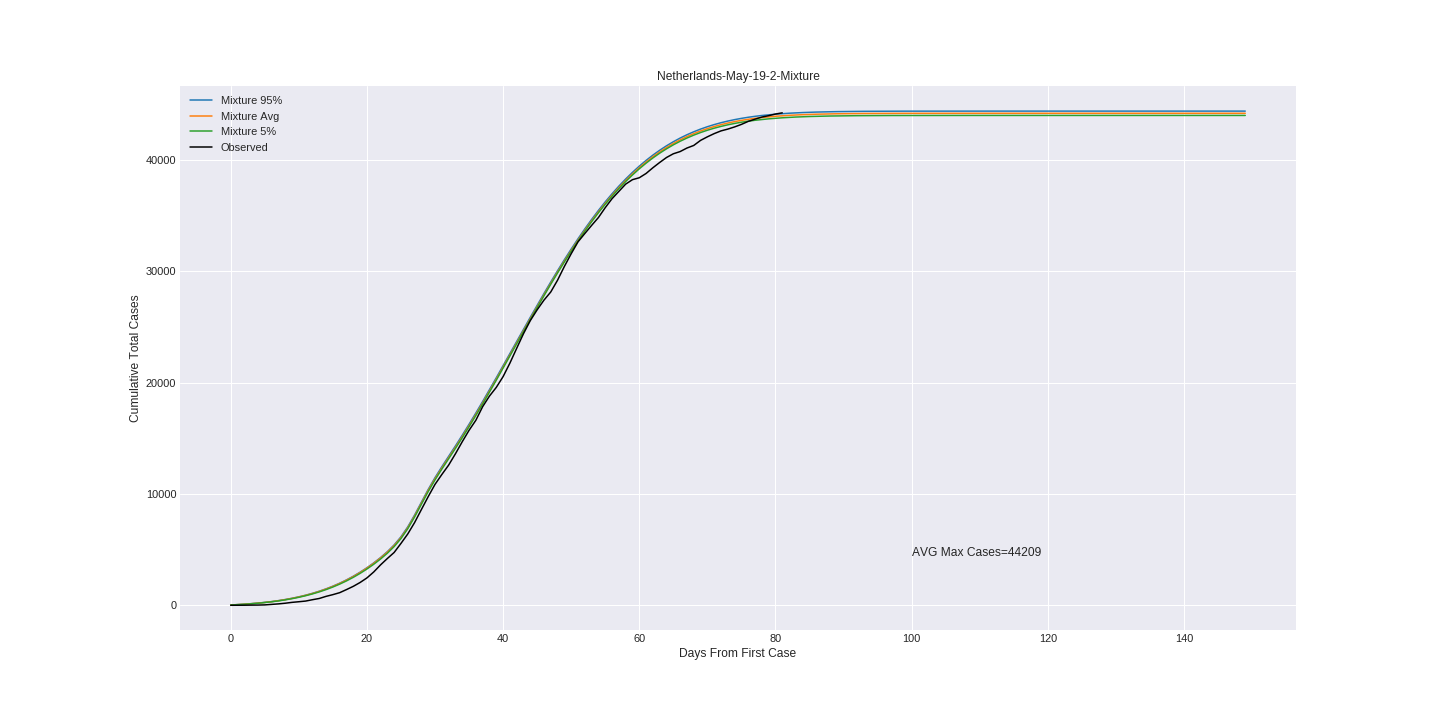 Netherlands-May-19-2-Mixture
Mixture 95%
Mixture Avg
Mixture 5%
Observed
40000
30000
20000
10000
0
Cumulative Total Cases
AVG Max Cases=44209
0 20 40 60 80 100 120 140
Days From First Case